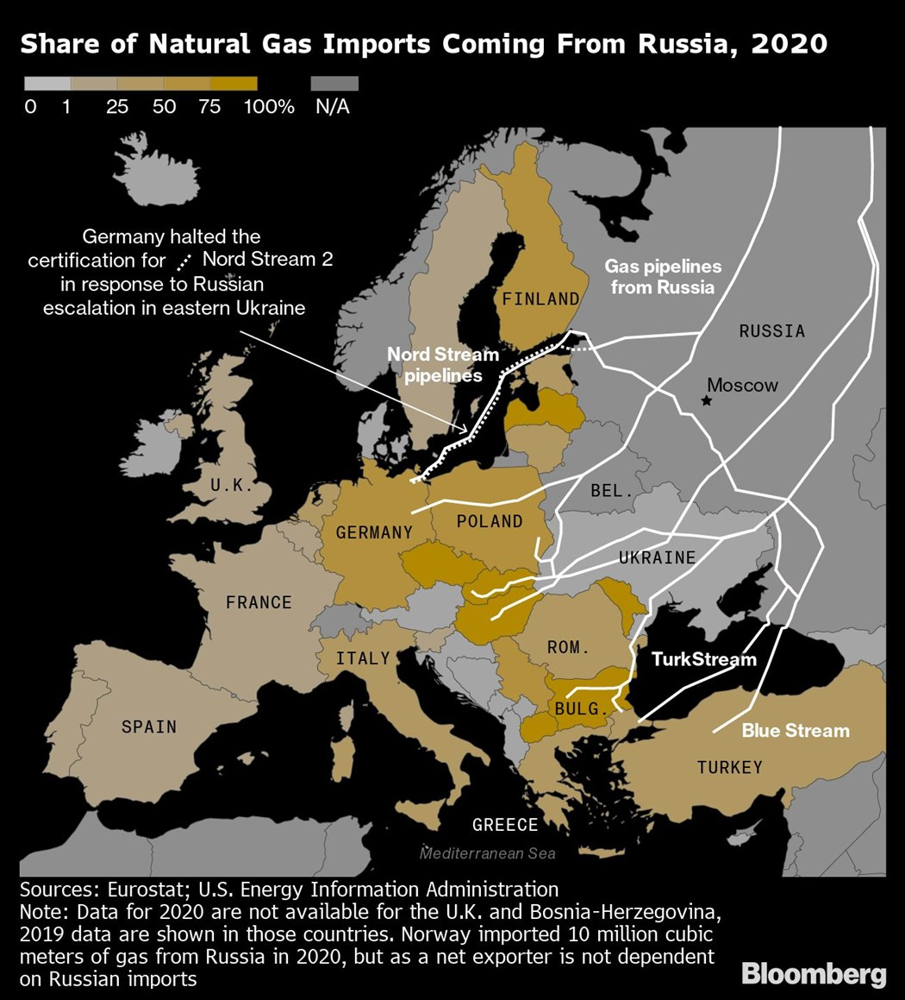 Share of Natural Gas Imports Coming From Russia, 2020
0 1 25 50 75 100% N/A
Germany halted the
certification for Nord Stream 2
in response to Russian
escalation in eastern Ukraine
Gas pipelines
from Russia
FINLAND
RUSSIA
Nord Stream
pipelines
Moscow
U.K.
BEL.
GERMANY
POLAND
UKRAINE
FRANCE
ROM.
ITALY
TurkStream
BULG.
SPAIN
Blue Stream
TURKEY
GREECE
Mediterranean Sea
Sources: Eurostat; U.S. Energy Information Administration
Note: Data for 2020 are not available for the U.K. and Bosnia-Herzegovina,
2019 data are shown in those countries. Norway imported 10 million cubic
meters of gas from Russia in 2020, but as a net exporter is not dependent
on Russian imports
Bloomberg